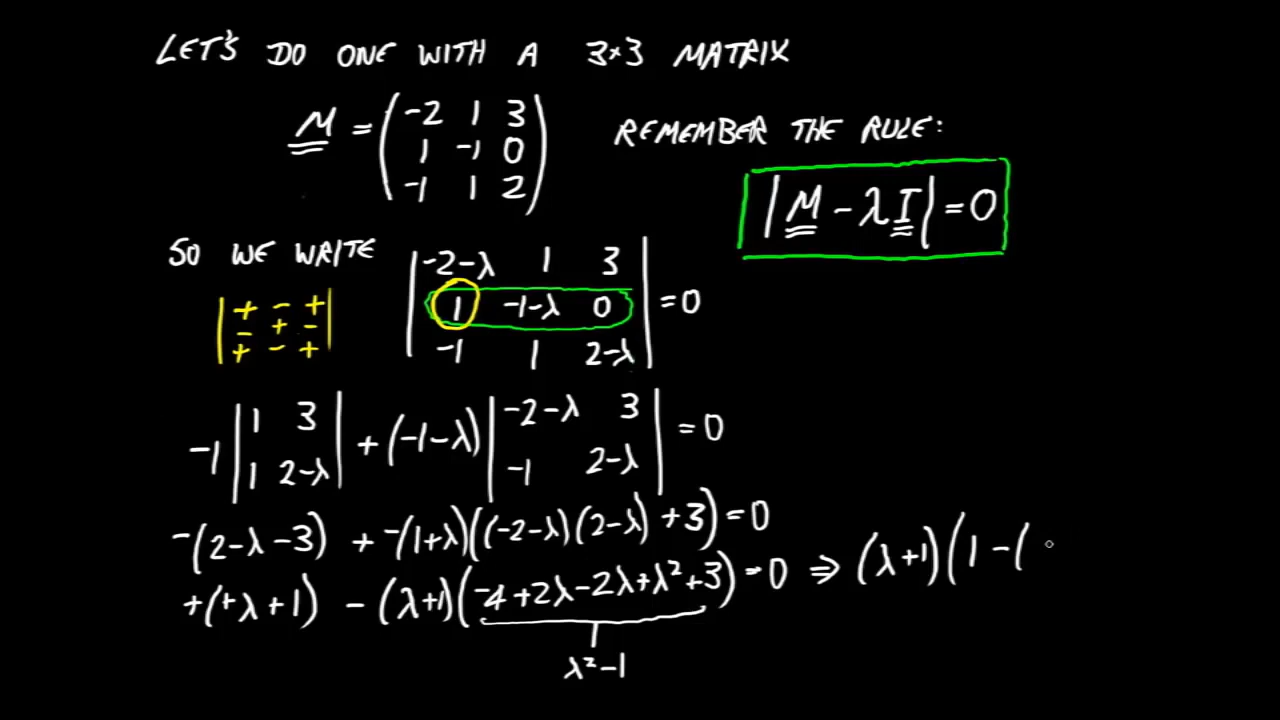 LET'S DO ONE WITH A 3×3 MATRIX
M = ( -2 1 3
1 -1 0
-1 1 2 )
REMEMBER THE RULE:
|M - λI| = 0
SO WE WRITE
| -2-λ 1 3 |
| 1 -1-λ 0 | = 0
| -1 1 2-λ |
| + - + |
| - + - |
| + - + |
-1 | 1 3 | + (-1-λ) | -2-λ 3 | = 0
| 1 2-λ | | -1 2-λ |
-(2-λ-3) + -(1+λ)((-2-λ)(2-λ)+3) = 0
+(+λ+1) - (λ+1)(-4+2λ-2λ+λ²+3) = 0 ⇒ (λ+1)(1-(
λ²-1